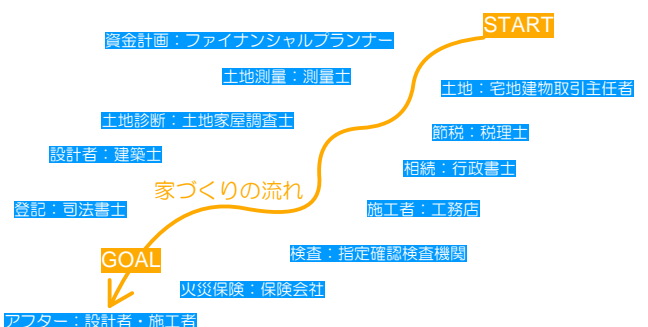 START
資金計画：ファイナンシャルプランナー
土地測量：測量士
土地：宅地建物取引主任者
土地診断：土地家屋調査士
節税：税理士
設計者：建築士
相続：行政書士
家づくりの流れ
登記：司法書士
施工者：工務店
検査：指定確認検査機関
GOAL
火災保険：保険会社
アフター：設計者・施工者